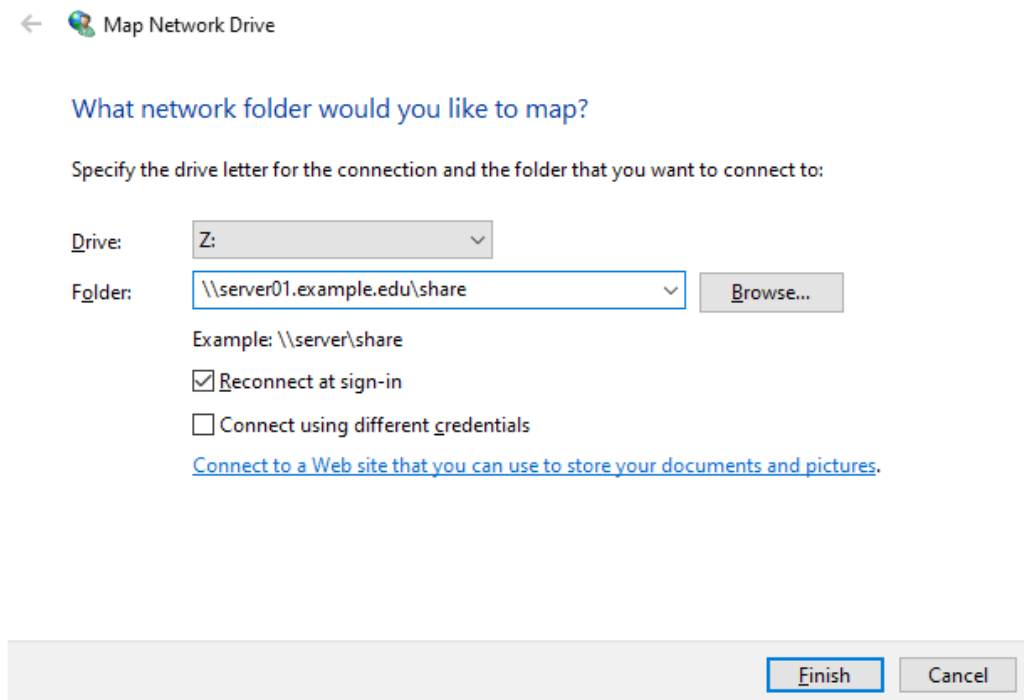 Map Network Drive
What network folder would you like to map?
Specify the drive letter for the connection and the folder that you want to connect to:
Drive: Z:
Folder: \\server01.example.edu\share Browse...
Example: \\server\share
Reconnect at sign-in
Connect using different credentials
Connect to a Web site that you can use to store your documents and pictures.
Finish Cancel